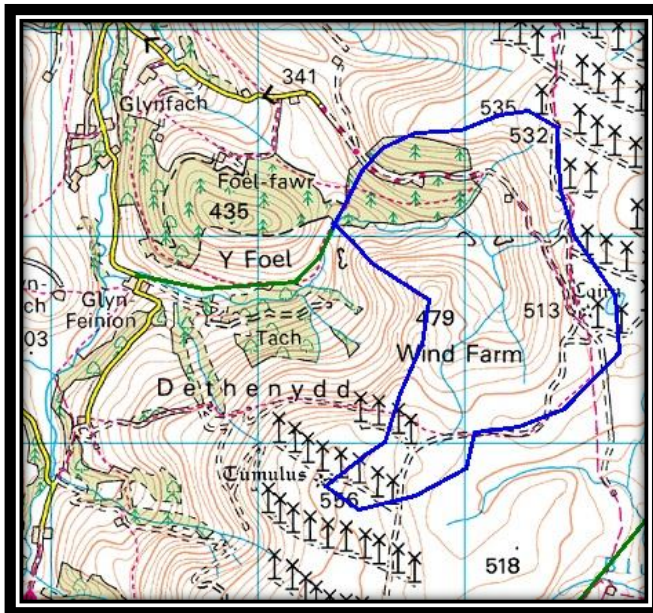 341
Glynfach
535
532
Foel-fawr
435
Y Foel
Glyn-
Feinion
03
Tach
479
513
Cairn
Wind Farm
Dethenydd
Tumulus
556
518